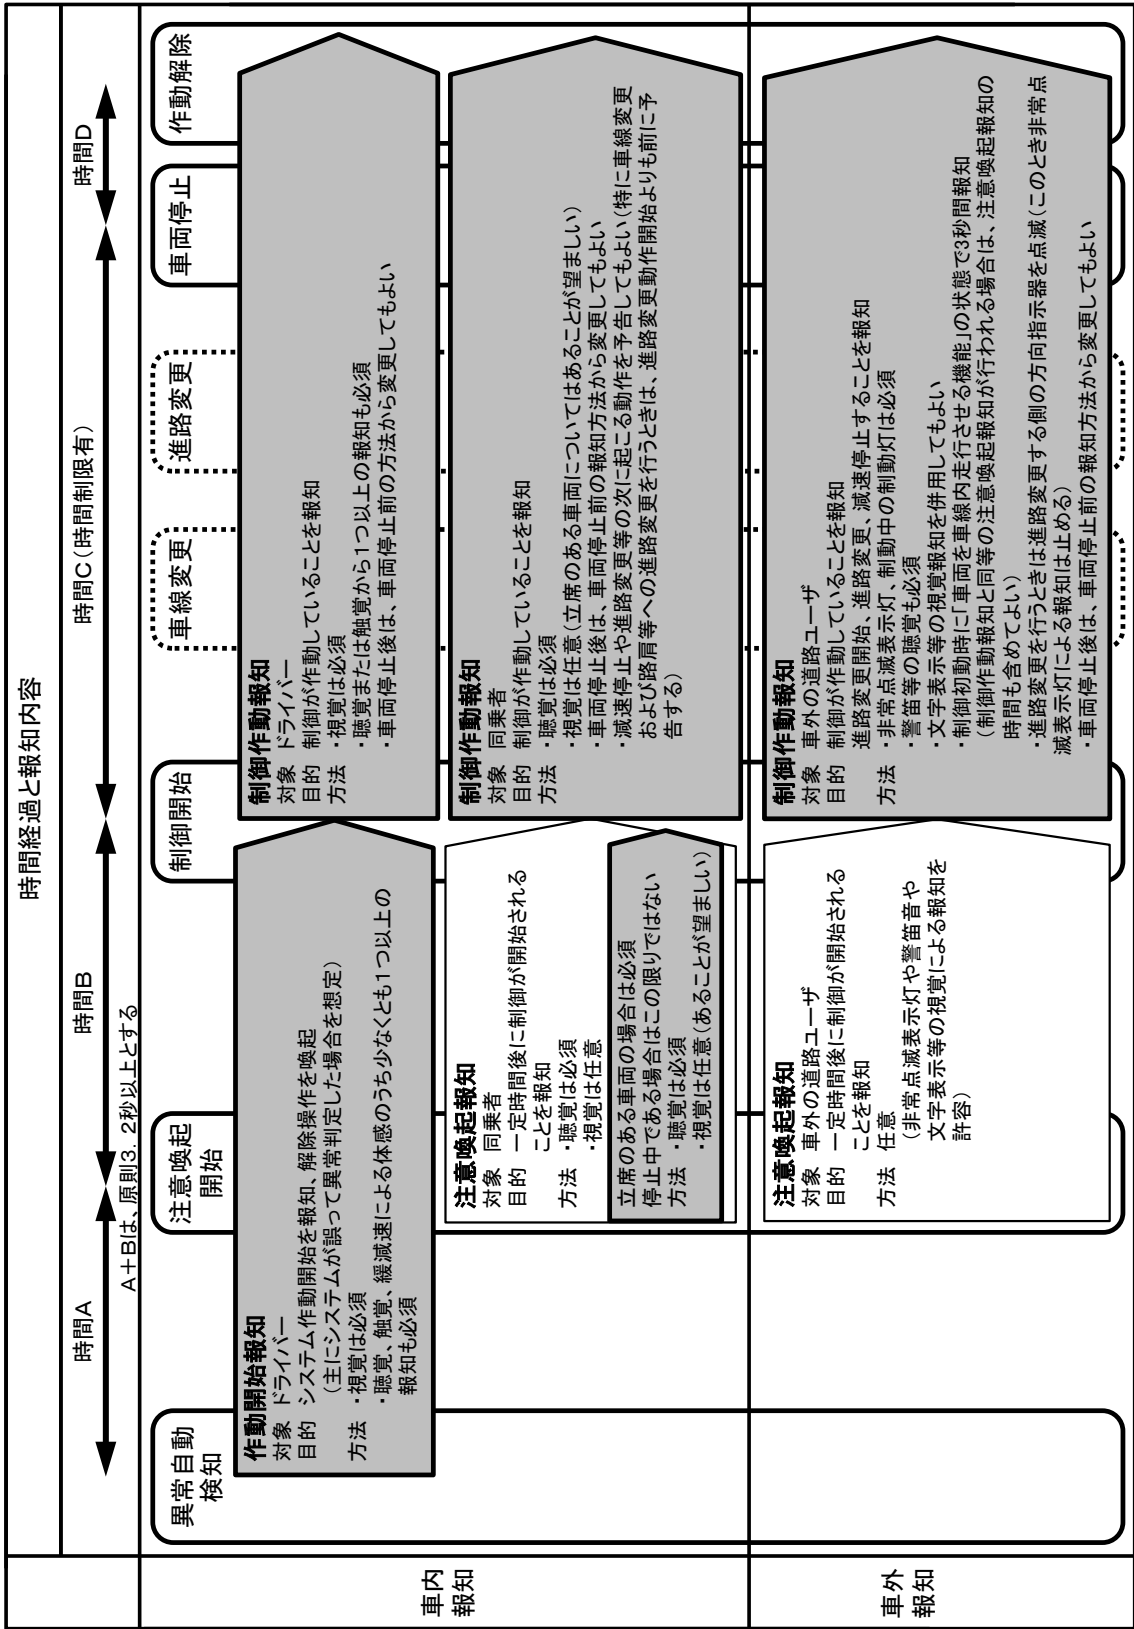 時間経過と報知内容
時間A
時間B
時間C(時間制限有)
時間D
A+Bは、原則3.2秒以上とする
異常自動
検知
注意喚起
開始
制御開始
車線変更
進路変更
車両停止
作動解除
車内
報知
作動開始報知
対象 ドライバー
目的 システム作動開始を報知、解除操作を喚起
(主にシステムが誤って異常判定した場合を想定)
方法 ・視覚は必須
・聴覚、触覚、緩減速による体感のうち少なくとも1つ以上の
報知も必須
制御作動報知
対象 ドライバー
目的 制御が作動していることを報知
方法 ・視覚は必須
・聴覚または触覚から1つ以上の報知も必須
・車両停止後は、車両停止前の方法から変更してもよい
注意喚起報知
対象 同乗者
目的 一定時間後に制御が開始される
ことを報知
方法 ・聴覚は必須
・視覚は任意
立席のある車両の場合は必須
停止中である場合はこの限りではない
方法 ・聴覚は必須
・視覚は任意(あることが望ましい)
制御作動報知
対象 同乗者
目的 制御が作動していることを報知
方法 ・聴覚は必須
・視覚は任意(立席のある車両についてはあることが望ましい)
・車両停止後は、車両停止前の報知方法から変更してもよい
・減速停止や進路変更等の次に起こる動作を予告してもよい(特に車線変更
および路肩等への進路変更を行うときは、進路変更動作開始よりも前に予
告する)
車外
報知
注意喚起報知
対象 車外の道路ユーザ
目的 一定時間後に制御が開始される
ことを報知
方法 任意
(非常点滅表示灯や警笛音や
文字表示等の視覚による報知を
許容)
制御作動報知
対象 車外の道路ユーザ
目的 制御が作動していることを報知
進路変更開始、進路変更、減速停止することを報知
方法 ・非常点滅表示灯、制動中の制動灯は必須
・警笛等の聴覚も必須
・文字表示等の視覚報知を併用してもよい
・制御初動時に「車両を車線内走行させる機能」の状態で3秒間報知
(制御作動報知と同等の注意喚起報知が行われる場合は、注意喚起報知の
時間も含めてよい)
・進路変更を行うときは進路変更する側の方向指示器を点滅(このとき非常点
滅表示灯による報知は止める)
・車両停止後は、車両停止前の報知方法から変更してもよい